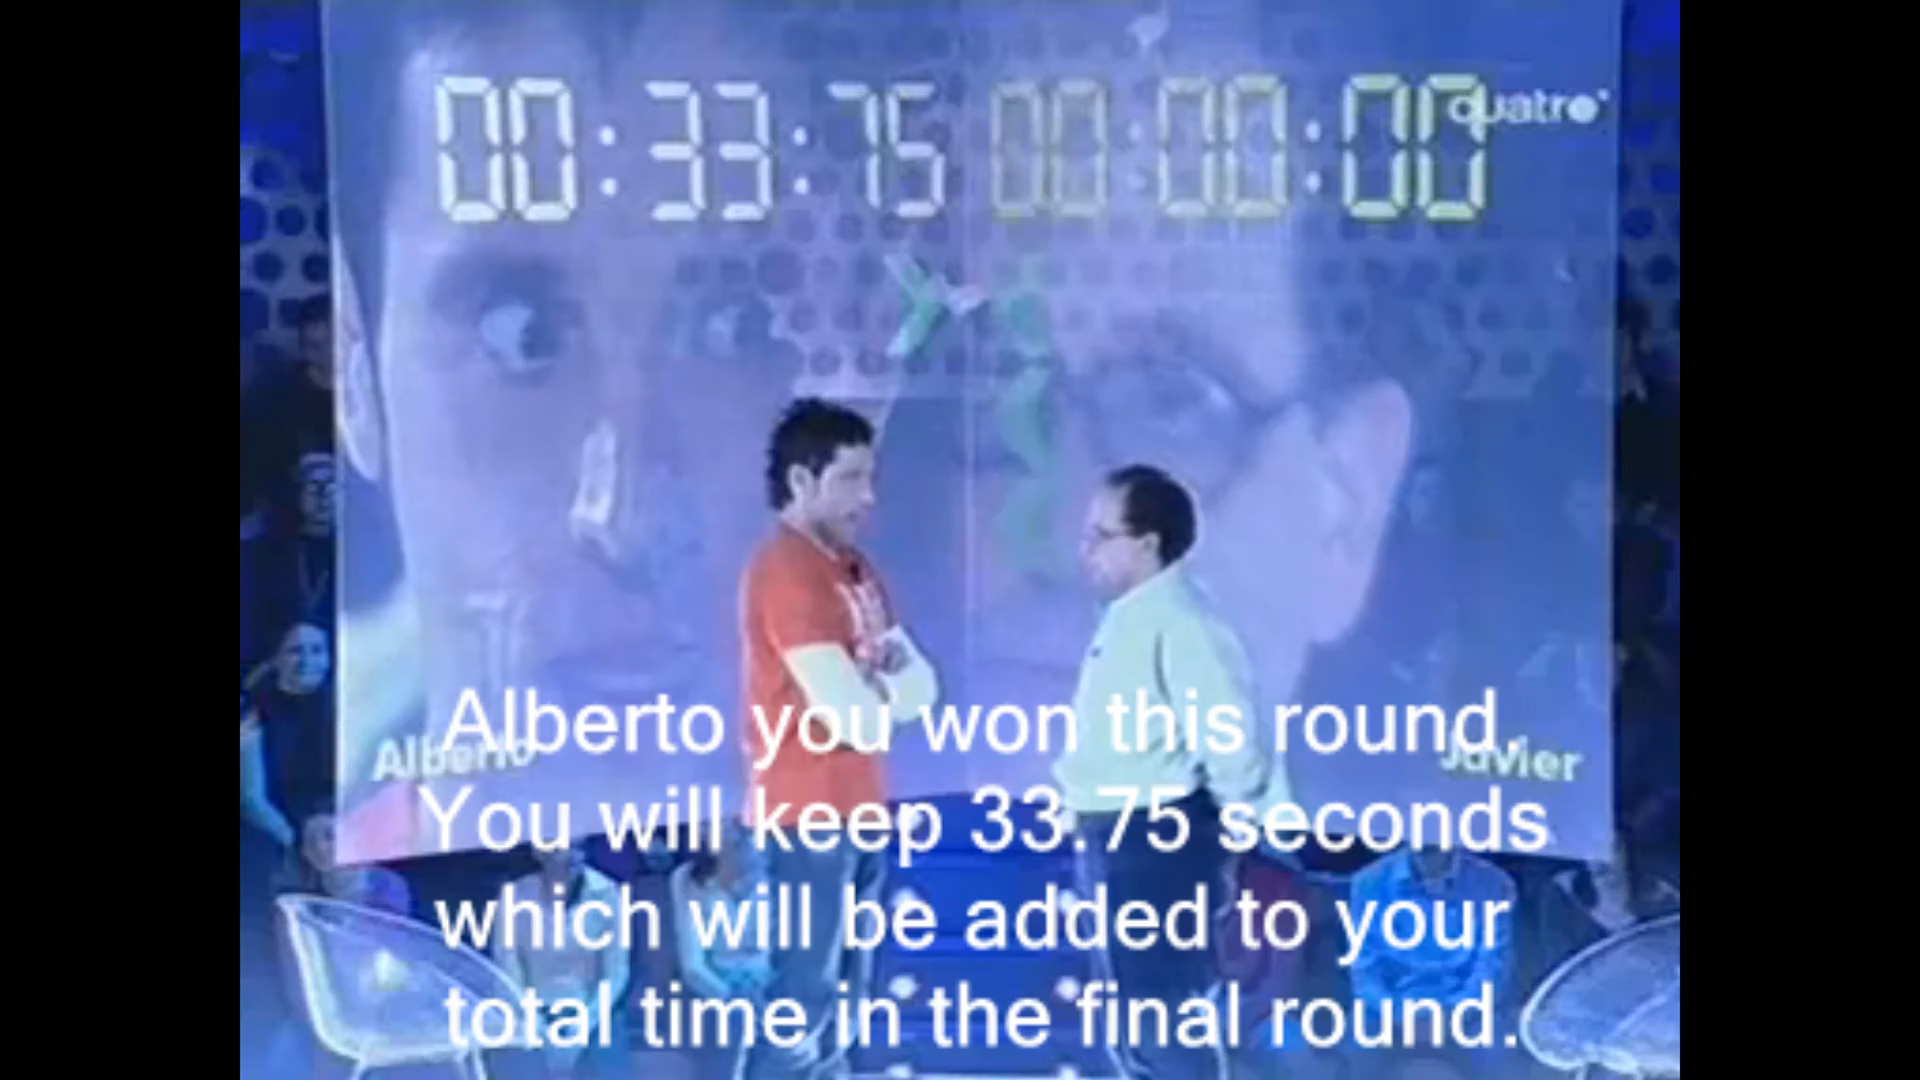 00:33:75 00:00:00
cuatro
Alberto
Javier
Alberto you won this round.
You will keep 33.75 seconds
which will be added to your
total time in the final round.